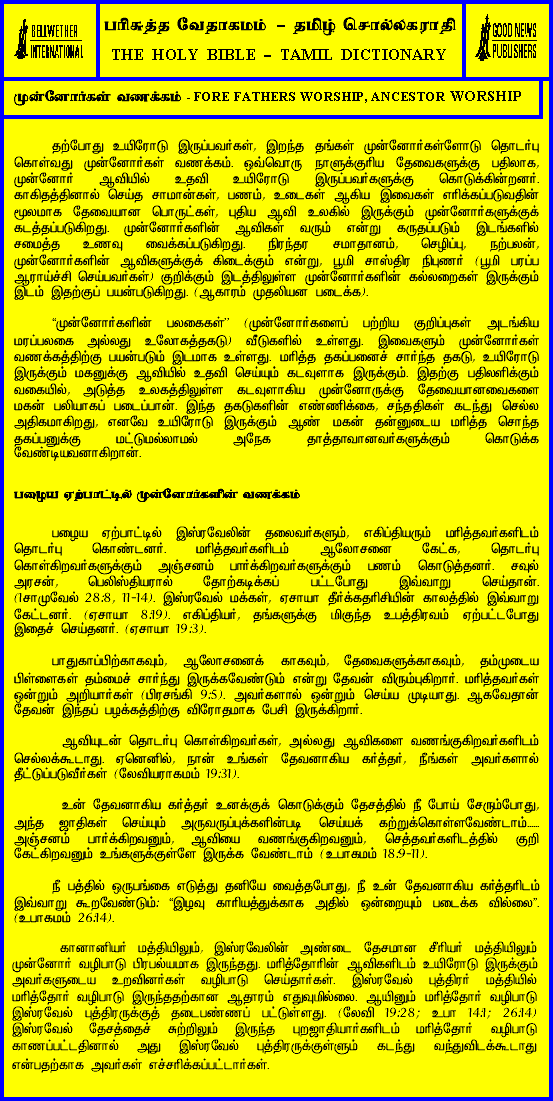 BELLWETHER
INTERNATIONAL
பரிசுத்த வேதாகமம் – தமிழ் சொல்லகராதி
THE HOLY BIBLE – TAMIL DICTIONARY
GOOD NEWS
PUBLISHERS
முன்னோர்கள் வணக்கம் - FORE FATHERS WORSHIP, ANCESTOR WORSHIP
தற்போது உயிரோடு இருப்பவர்கள், இறந்த தங்கள் முன்னோர்கள்ளோடு தொடர்பு
கொள்வது முன்னோர்கள் வணக்கம். ஒவ்வொரு நாளுக்குரிய தேவைகளுக்கு பதிலாக,
முன்னோர் ஆவியில் உதவி உயிரோடு இருப்பவர்களுக்கு கொடுக்கின்றனர்.
காகிதத்தினால் செய்த சாமான்கள், பணம், உடைகள் ஆகிய இவைகள் எரிக்கப்படுவதின்
மூலமாக தேவையான பொருட்கள், புதிய ஆவி உலகில் இருக்கும் முன்னோர்களுக்குக்
கடத்தப்படுகிறது. முன்னோர்களின் ஆவிகள் வரும் என்று கருதப்படும் இடங்களில்
சமைத்த உணவு வைக்கப்படுகிறது. நிரந்தர சமாதானம், செழிப்பு, நற்பலன்,
முன்னோர்களின் ஆவிகளுக்குக் கிடைக்கும் என்று, பூமி சாஸ்திர நிபுணர் (பூமி பரப்ப
ஆராய்ச்சி செய்பவர்கள்) குறிக்கும் இடத்திலுள்ள முன்னோர்களின் கல்லறைகள் இருக்கும்
இடம் இதற்குப் பயன்படுகிறது. (ஆகாரம் முதலியன படைக்க).
“முன்னோர்களின் பலகைகள்” (முன்னோர்களைப் பற்றிய குறிப்புகள் அடங்கிய
மரப்பலகை அல்லது உலோகத்தகடு) வீடுகளில் உள்ளது. இவைகளும் முன்னோர்கள்
வணக்கத்திற்கு பயன்படும் இடமாக உள்ளது. மரித்த தகப்பனைச் சார்ந்த தகடு, உயிரோடு
இருக்கும் மகனுக்கு ஆவியில் உதவி செய்யும் கடவுளாக இருக்கும். இதற்கு பதிலளிக்கும்
வகையில், அடுத்த உலகத்திலுள்ள கடவுளாகிய முன்னோருக்கு தேவையானவைகளை
மகன் பலியாகப் படைப்பான். இந்த தகடுகளின் எண்ணிக்கை, சந்ததிகள் கடந்து செல்ல
அதிகமாகிறது, எனவே உயிரோடு இருக்கும் ஆண் மகன் தன்னுடைய மரித்த சொந்த
தகப்பனுக்கு மட்டுமல்லாமல் அநேக தாத்தாவானவர்களுக்கும் கொடுக்க
வேண்டியவனாகிறான்.
பழைய ஏற்பாட்டில் முன்னோர்களின் வணக்கம்
பழைய ஏற்பாட்டில் இஸ்ரவேலின் தலைவர்களும், எகிப்தியரும் மரித்தவர்களிடம்
தொடர்பு கொண்டனர். மரித்தவர்களிடம் ஆலோசனை கேட்க, தொடர்பு
கொள்கிறவர்களுக்கும் அஞ்சனம் பார்க்கிறவர்களுக்கும் பணம் கொடுத்தனர். சவுல்
அரசன், பெலிஸ்தியரால் தோற்கடிக்கப் பட்டபோது இவ்வாறு செய்தான்.
(1சாமுவேல் 28:8, 11-14). இஸ்ரவேல் மக்கள், ஏசாயா தீர்க்கதரிசியின் காலத்தில் இவ்வாறு
கேட்டனர். (ஏசாயா 8:19). எகிப்தியர், தங்களுக்கு மிகுந்த உபத்திரவம் ஏற்பட்டபோது
இதைச் செய்தனர். (ஏசாயா 19:3).
பாதுகாப்பிற்காகவும், ஆலோசனைக் காகவும், தேவைகளுக்காகவும், தம்முடைய
பிள்ளைகள் தம்மைச் சார்ந்து இருக்கவேண்டும் என்று தேவன் விரும்புகிறார். மரித்தவர்கள்
ஒன்றும் அறியார்கள் (பிரசங்கி 9:5). அவர்களால் ஒன்றும் செய்ய முடியாது. ஆகவேதான்
தேவன் இந்தப் பழக்கத்திற்கு விரோதமாக பேசி இருக்கிறார்.
ஆவியுடன் தொடர்பு கொள்கிறவர்கள், அல்லது ஆவிகளை வணங்குகிறவர்களிடம்
செல்லக்கூடாது. ஏனெனில், நான் உங்கள் தேவனாகிய கர்த்தர், நீங்கள் அவர்களால்
தீட்டுப்படுவீர்கள் (லேவியராகமம் 19:31).
உன் தேவனாகிய கர்த்தர் உனக்குக் கொடுக்கும் தேசத்தில் நீ போய் சேரும்போது,
அந்த ஜாதிகள் செய்யும் அருவருப்புக்களின்படி செய்யக் கற்றுக்கொள்ளவேண்டாம்......
அஞ்சனம் பார்க்கிறவனும், ஆவியை வணங்குகிறவனும், செத்தவர்களிடத்தில் குறி
கேட்கிறவனும் உங்களுக்குள்ளே இருக்க வேண்டாம் (உபாகமம் 18:9-11).
நீ பத்தில் ஒருபங்கை எடுத்து தனியே வைத்தபோது, நீ உன் தேவனாகிய கர்த்தரிடம்
இவ்வாறு கூறவேண்டும்: “இழவு காரியத்துக்காக அதில் ஒன்றையும் படைக்க வில்லை”.
(உபாகமம் 26:14).
கானானியர் மத்தியிலும், இஸ்ரவேலின் அண்டை தேசமான சீரியர் மத்தியிலும்
முன்னோர் வழிபாடு பிரபல்யமாக இருந்தது. மரித்தோரின் ஆவிகளிடம் உயிரோடு இருக்கும்
அவர்களுடைய உறவினர்கள் வழிபாடு செய்தார்கள். இஸ்ரவேல் புத்திரர் மத்தியில்
மரித்தோர் வழிபாடு இருந்ததற்கான ஆதாரம் எதுவுமில்லை. ஆயினும் மரித்தோர் வழிபாடு
இஸ்ரவேல் புத்திரருக்குத் தடைபண்ணப் பட்டுள்ளது. (லேவி 19:28; உபா 14:1; 26:14)
இஸ்ரவேல் தேசத்தைச் சுற்றிலும் இருந்த புறஜாதியார்களிடம் மரித்தோர் வழிபாடு
காணப்பட்டதினால் அது இஸ்ரவேல் புத்திரருக்குள்ளும் கடந்து வந்துவிடக்கூடாது
என்பதற்காக அவர்கள் எச்சரிக்கப்பட்டார்கள்.